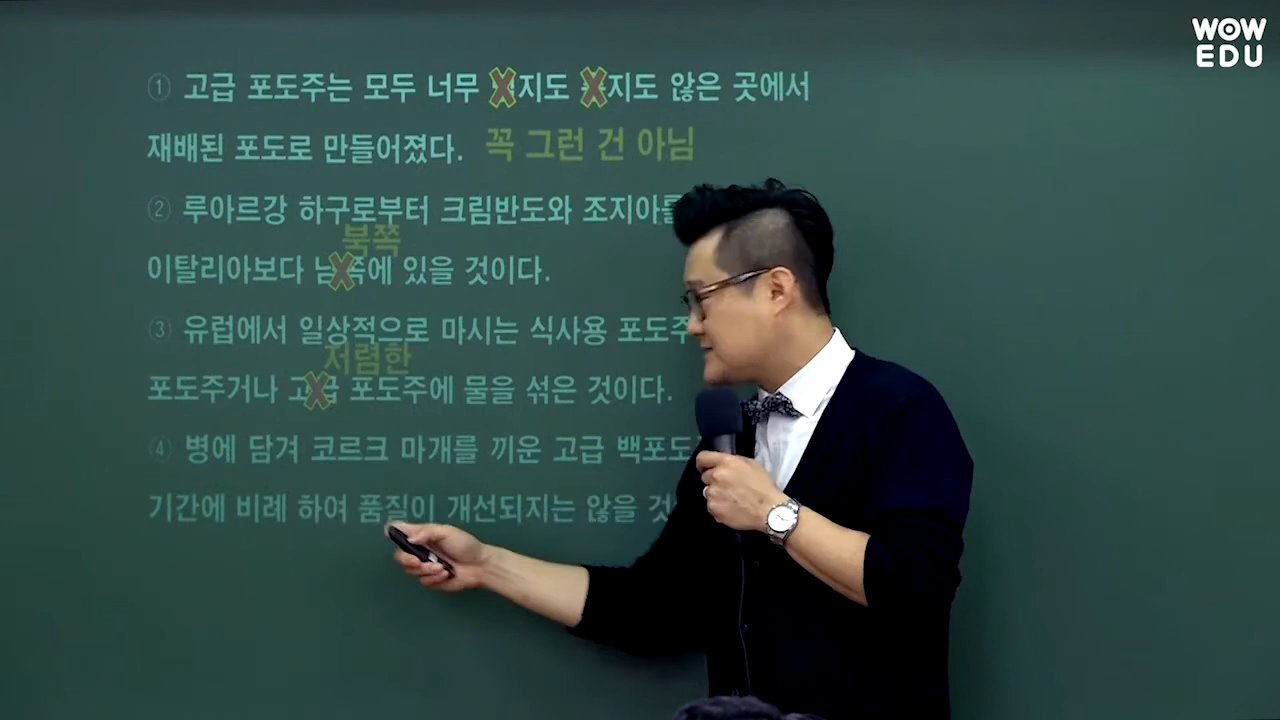 WOW
EDU
① 고급 포도주는 모두 너무 지도 지도 않은 곳에서
재배된 포도로 만들어졌다. 꼭 그런 건 아님
② 루아르강 하구로부터 크림반도와 조지아를
북쪽
이탈리아보다 남쪽에 있을 것이다.
③ 유럽에서 일상적으로 마시는 식사용 포도주
저렴한
포도주거나 고급 포도주에 물을 섞은 것이다.
④ 병에 담겨 코르크 마개를 끼운 고급 백포도
기간에 비례 하여 품질이 개선되지는 않을